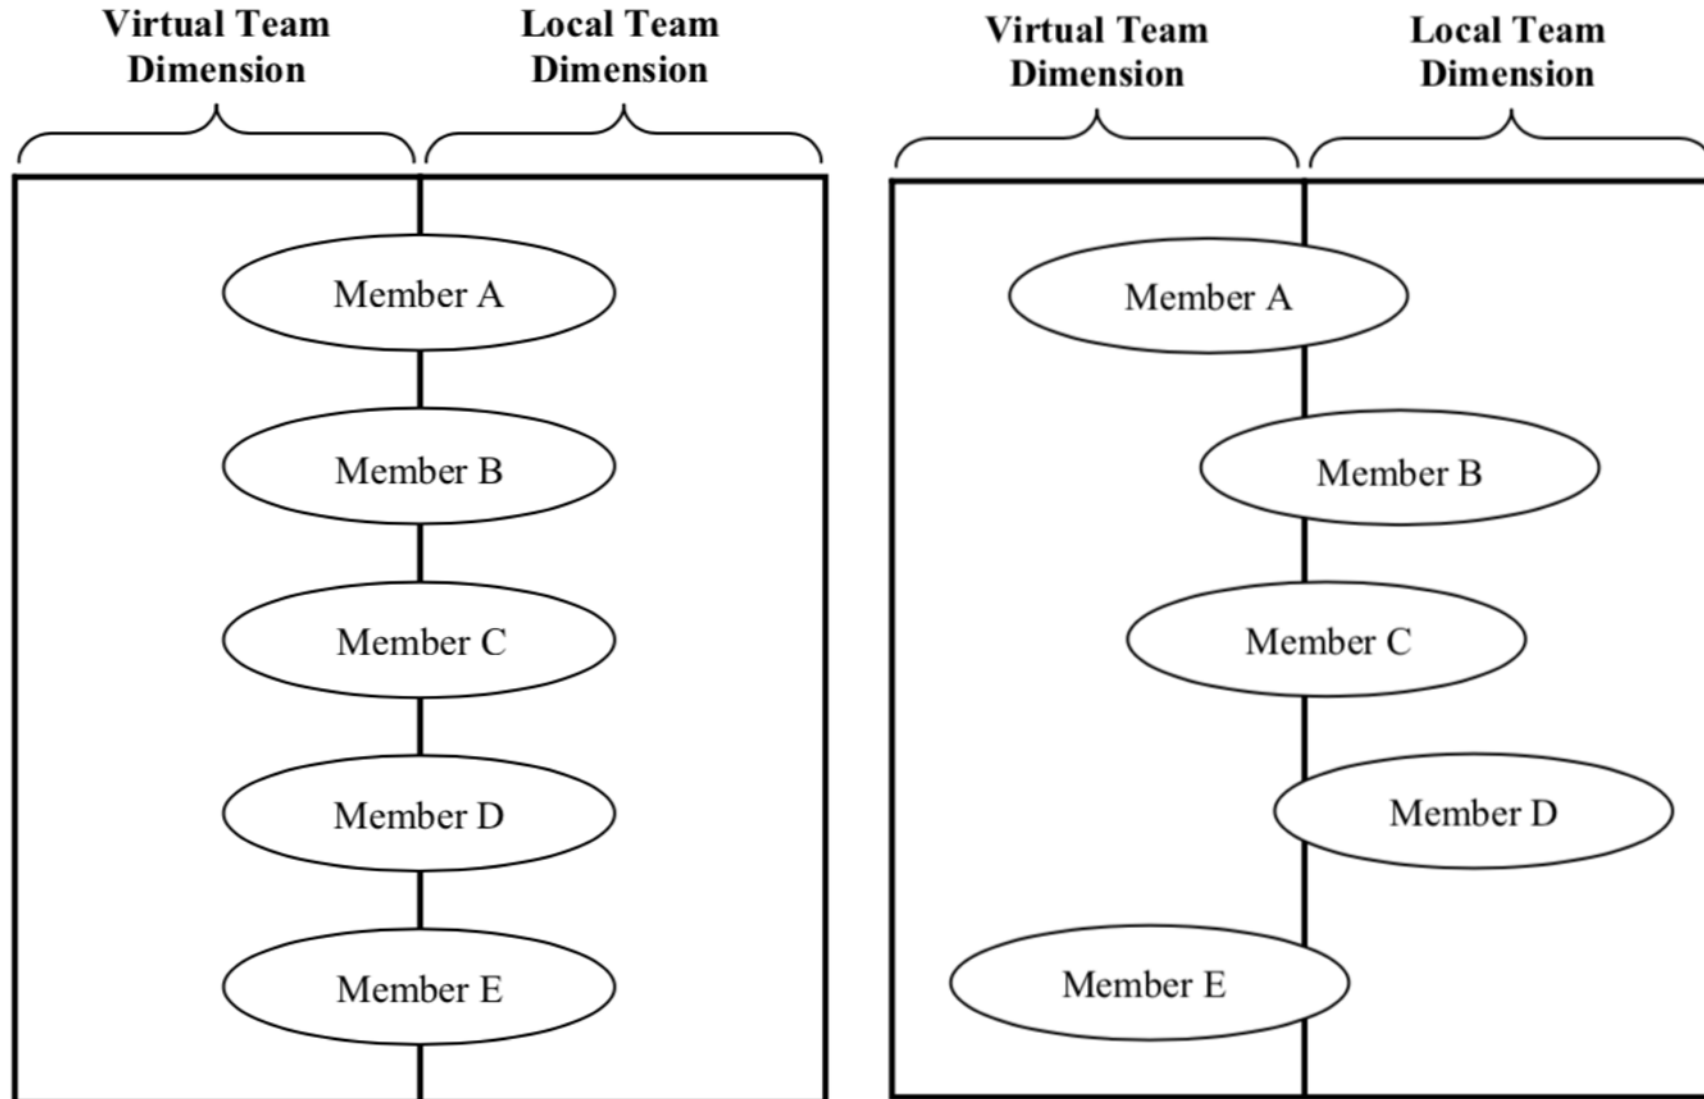 Virtual Team
Dimension
Local Team
Dimension
Member A
Member B
Member C
Member D
Member E
Virtual Team
Dimension
Local Team
Dimension
Member A
Member B
Member C
Member D
Member E